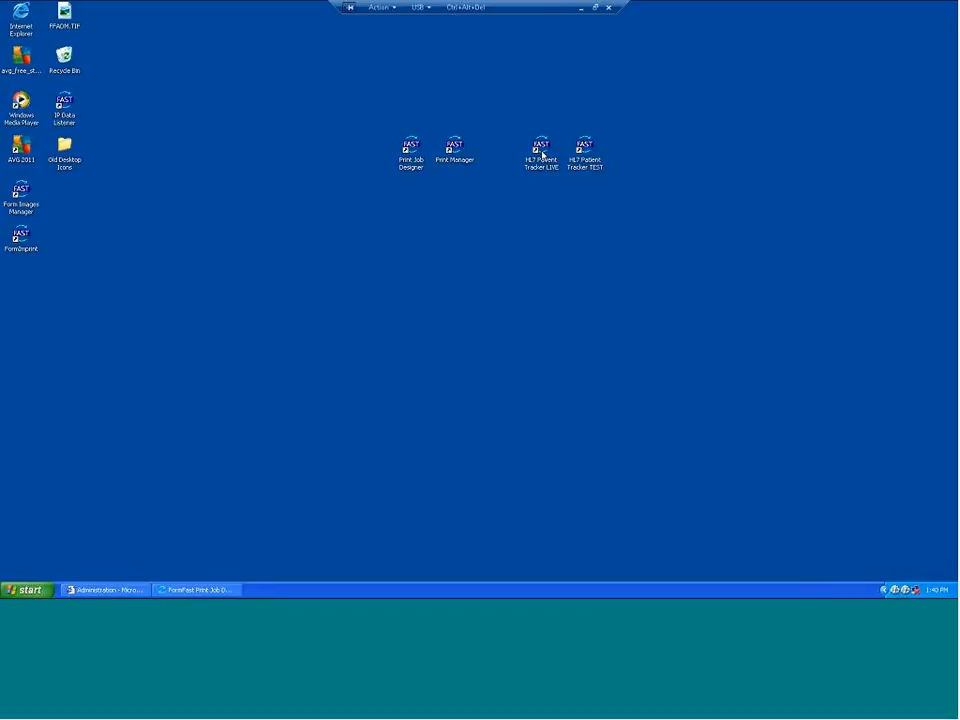 Action USB Ctrl+Alt+Del
Internet
Explorer
FFADM.TIF
avg_free_st...
Recycle Bin
Windows
Media Player
FAST
IP Data
Listener
AVG 2011
Old Desktop
Icons
FAST
Print Job
Designer
FAST
Print Manager
FAST
HL7 Patient
Tracker LIVE
FAST
HL7 Patient
Tracker TEST
FAST
Form Images
Manager
FAST
FormImprint
start
Administration - Micro...
FormFast Print Job D...
1:40 PM